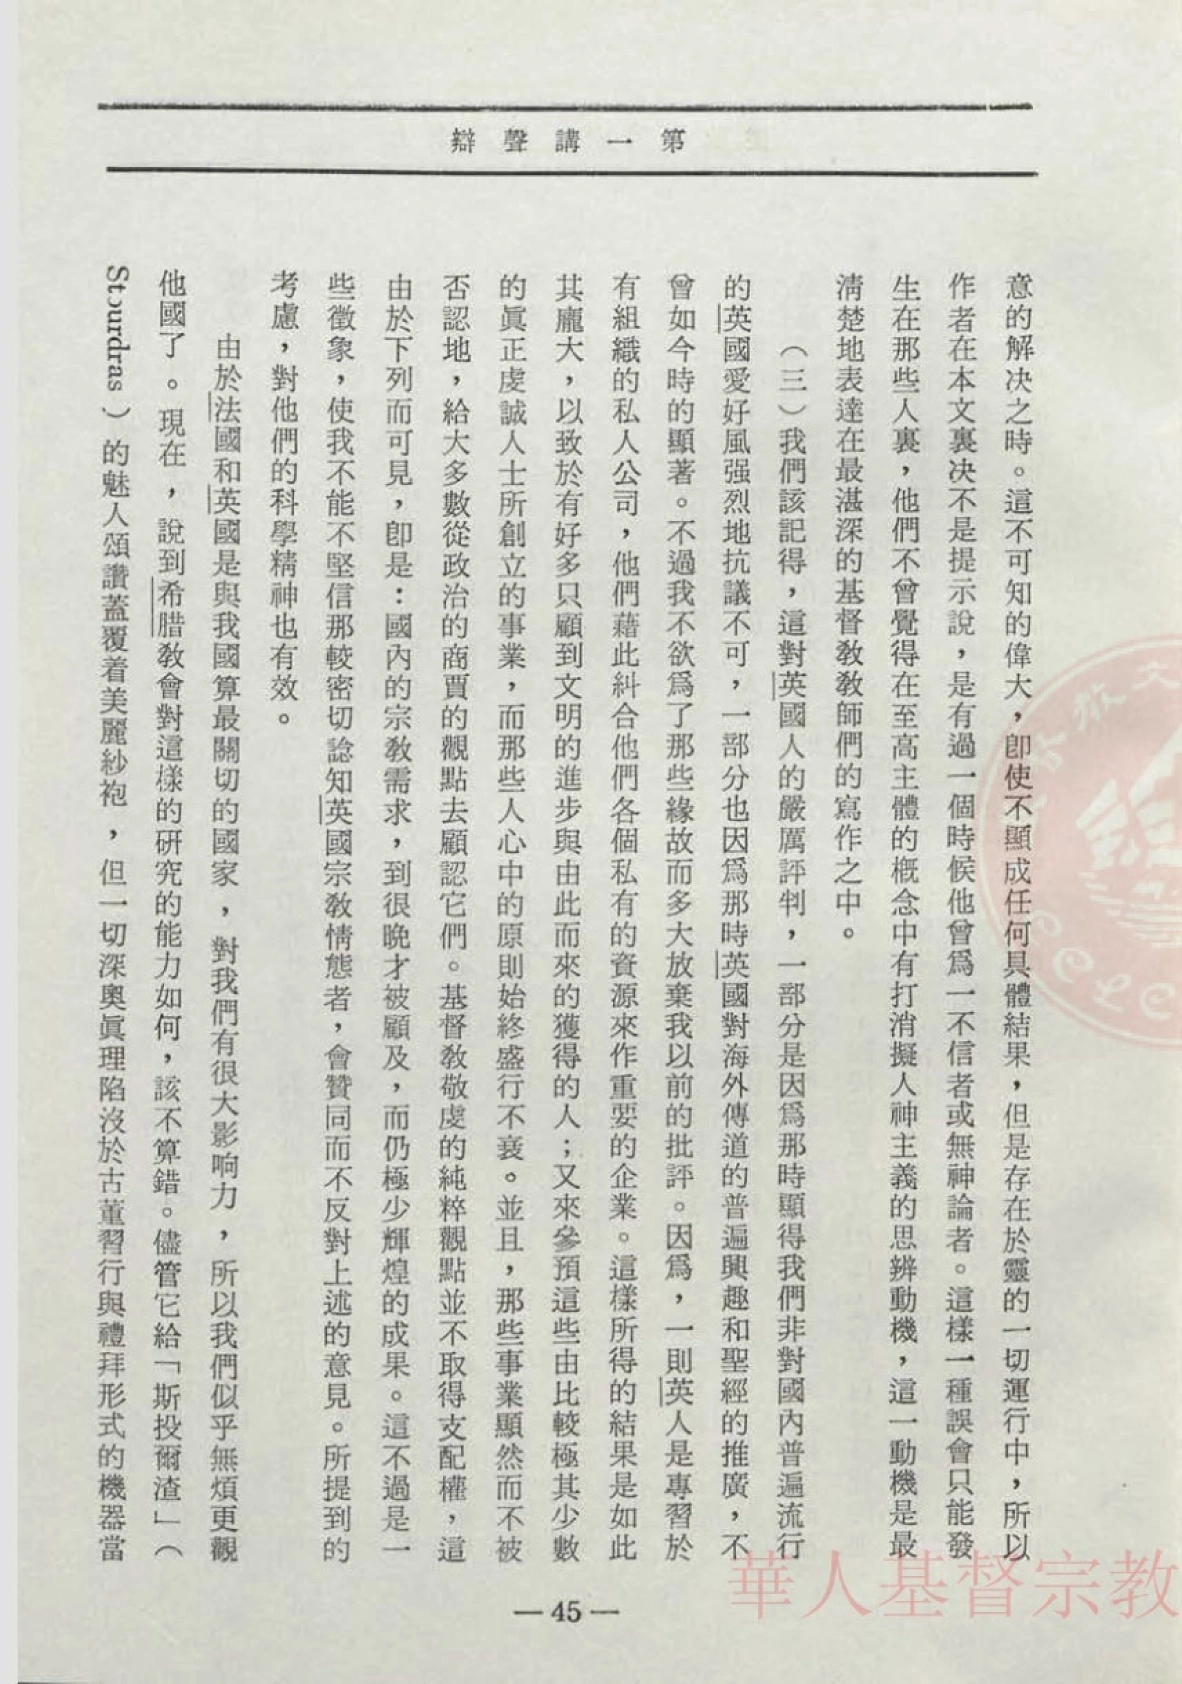 第一講聲辯
意的解決之時。這不可知的偉大,卽使不顯成任何具體結果,但是存在於靈的一切運行中,所以
作者在本文裏決不是提示說,是有過一個時候他曾爲一不信者或無神論者。這樣一種誤會只能發
生在那些人裏,他們不曾覺得在至高主體的概念中有打消擬人神主義的思辨動機,這一動機是最
清楚地表達在最湛深的基督敎敎師們的寫作之中。
(三)我們該記得,這對英國人的嚴厲評判,一部分是因爲那時顯得我們非對國內普遍流行
的英國愛好風强烈地抗議不可,一部分也因爲那時英國對海外傳道的普遍興趣和聖經的推廣,不
曾如今時的顯著。不過我不欲爲了那些緣故而多大放棄我以前的批評。因爲,一則英人是專習於
有組織的私人公司,他們藉此糾合他們各個私有的資源來作重要的企業。這樣所得的結果是如此
其龐大,以致於有好多只顧到文明的進步與由此而來的獲得的人;又來參預這些由比較極其少數
的眞正虔誠人士所創立的事業,而那些人心中的原則始終盛行不衰。並且,那些事業顯然而不被
否認地,給大多數從政治的商賈的觀點去顧認它們。基督敎敬虔的純粹觀點並不取得支配權,這
由於下列而可見,卽是:國內的宗敎需求,到很晚才被顧及,而仍極少輝煌的成果。這不過是一
些徵象,使我不能不堅信那較密切諗知英國宗敎情態者,會贊同而不反對上述的意見。所提到的
考慮,對他們的科學精神也有效。
由於法國和英國是與我國算最關切的國家,對我們有很大影响力,所以我們似乎無煩更觀
他國了。現在,說到希腊敎會對這樣的硏究的能力如何,該不算錯。儘管它給「斯投爾渣」(
Stourdras)的魅人頌讚蓋覆着美麗紗袍,但一切深奥眞理陷沒於古董習行與禮拜形式的機器當
—45—
華人基督宗教